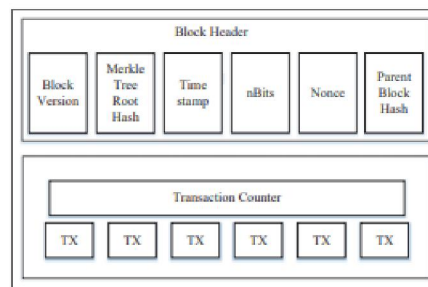 Block Header
Block
Version
Merkle
Tree
Root
Hash
Time
stamp
nBits
Nonce
Parent
Block
Hash
Transaction Counter
TX TX TX TX TX TX